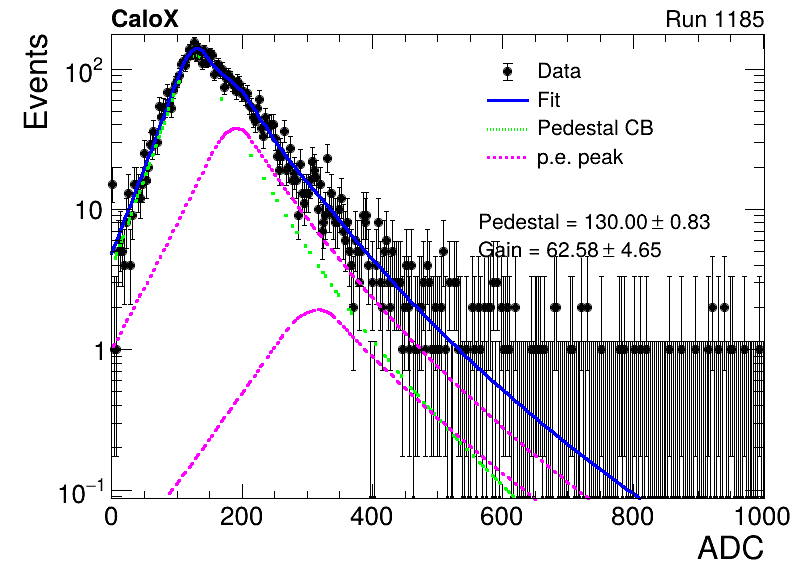 CaloX
Run 1185
Events
10²
10
1
10⁻¹
Data
Fit
Pedestal CB
p.e. peak
Pedestal = 130.00 ± 0.83
Gain = 62.58 ± 4.65
0 200 400 600 800 1000
ADC